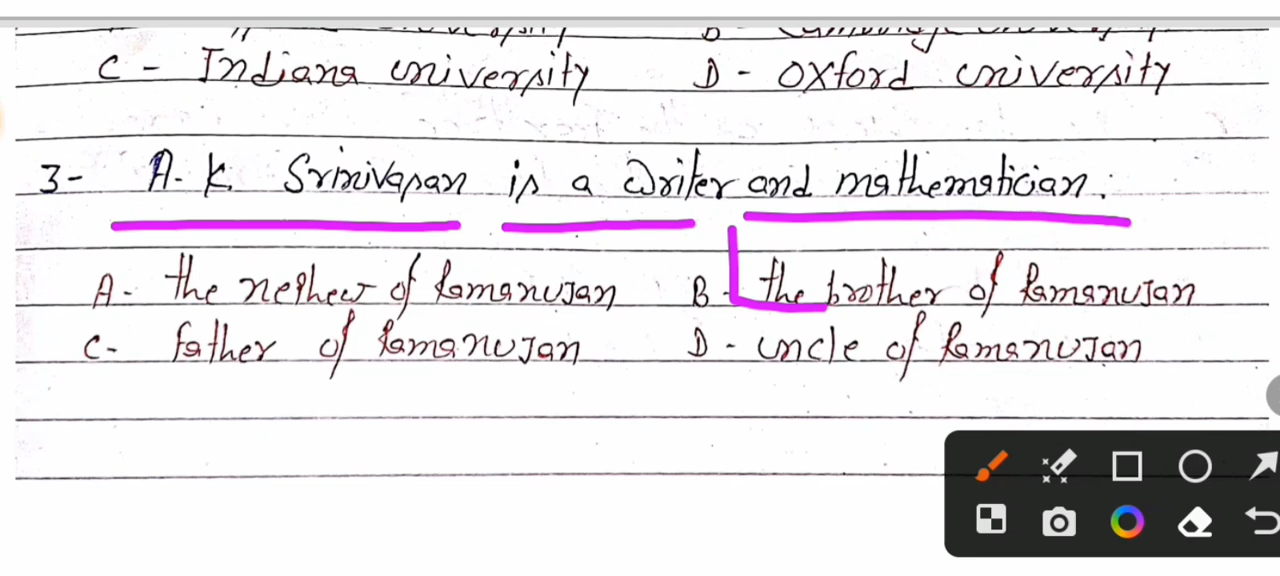 C - Indiana university D - Oxford university
3- A. K. Srinivasan is a writer and mathematician.
A- the nephew of Ramanujan B- the brother of Ramanujan
C- father of Ramanujan D- uncle of Ramanujan